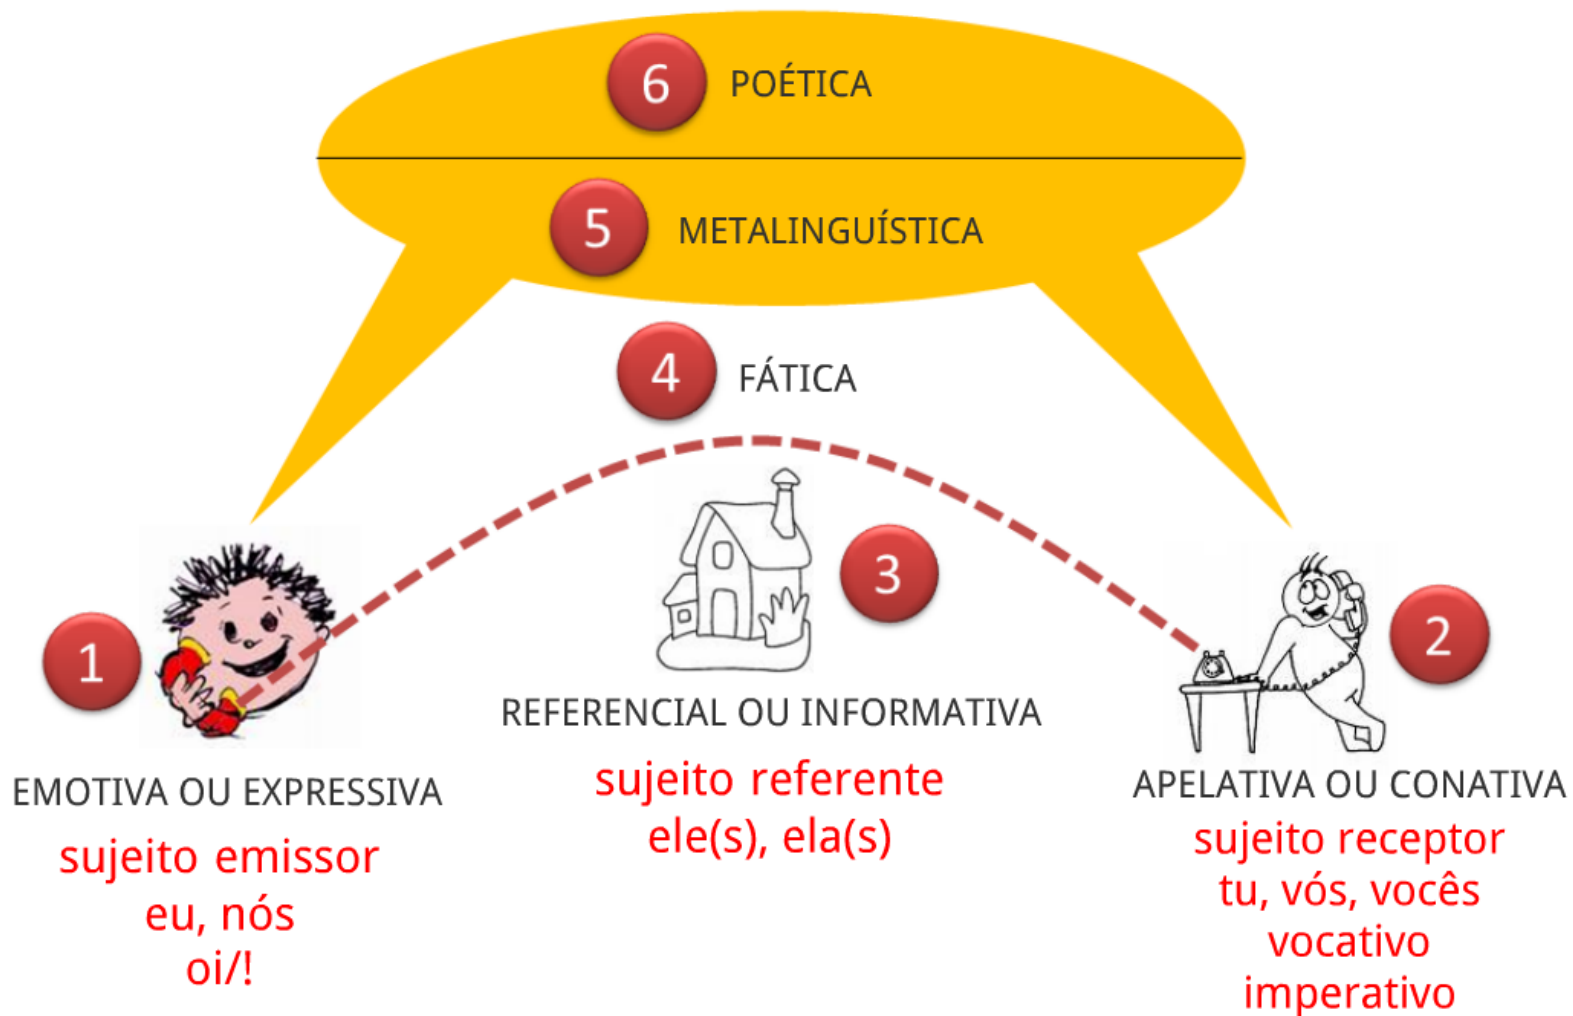 6 POÉTICA
5 METALINGUÍSTICA
4 FÁTICA
3
1
2
REFERENCIAL OU INFORMATIVA
sujeito referente
ele(s), ela(s)
EMOTIVA OU EXPRESSIVA
sujeito emissor
eu, nós
oi/!
APELATIVA OU CONATIVA
sujeito receptor
tu, vós, vocês
vocativo
imperativo